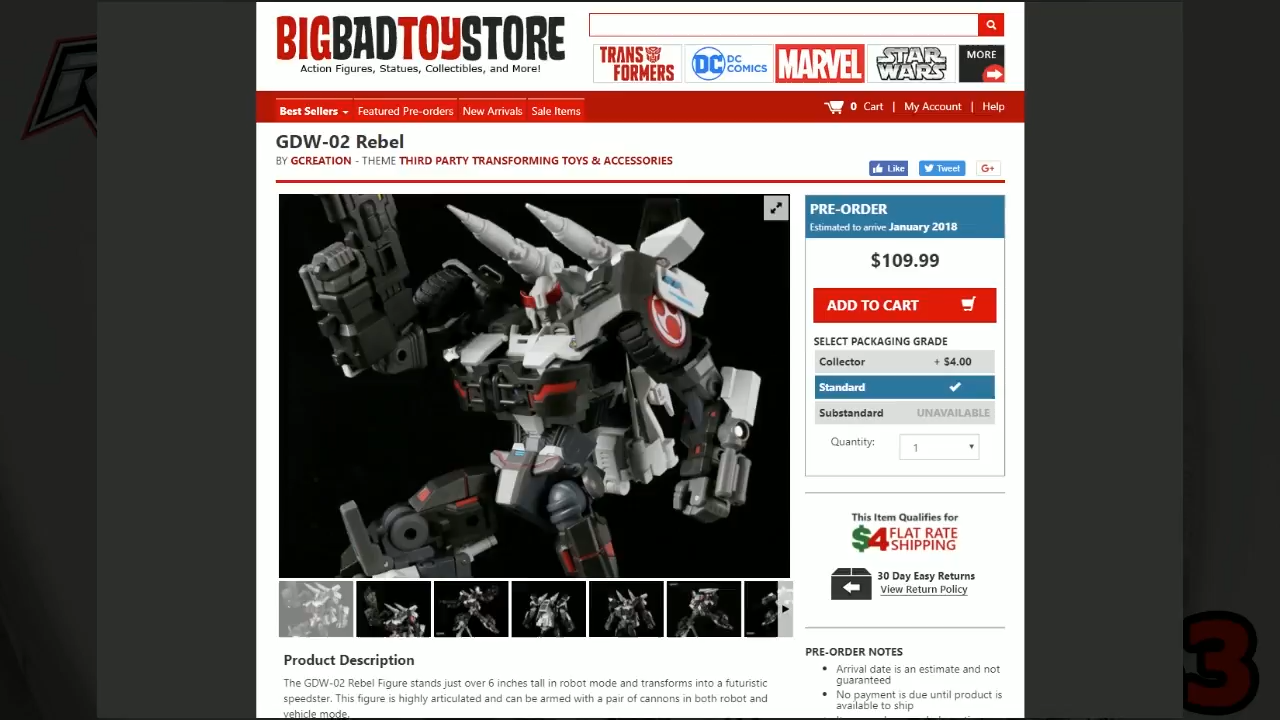 BIGBADTOYSTORE
Action Figures, Statues, Collectibles, and More!
TRANSFORMERS
DC DC COMICS
MARVEL
STAR WARS
MORE
Best Sellers
Featured Pre-orders
New Arrivals
Sale Items
0 Cart | My Account | Help
GDW-02 Rebel
BY GCREATION - THEME THIRD PARTY TRANSFORMING TOYS & ACCESSORIES
Like
Tweet
G+
PRE-ORDER
Estimated to arrive January 2018
$109.99
ADD TO CART
SELECT PACKAGING GRADE
Collector + $4.00
Standard
Substandard UNAVAILABLE
Quantity: 1
This Item Qualifies for
$4 FLAT RATE
SHIPPING
30 Day Easy Returns
View Return Policy
Product Description
The GDW-02 Rebel Figure stands just over 6 inches tall in robot mode and transforms into a futuristic
speedster. This figure is highly articulated and can be armed with a pair of cannons in both robot and
vehicle mode.
PRE-ORDER NOTES
Arrival date is an estimate and not
guaranteed
No payment is due until product is
available to ship
3